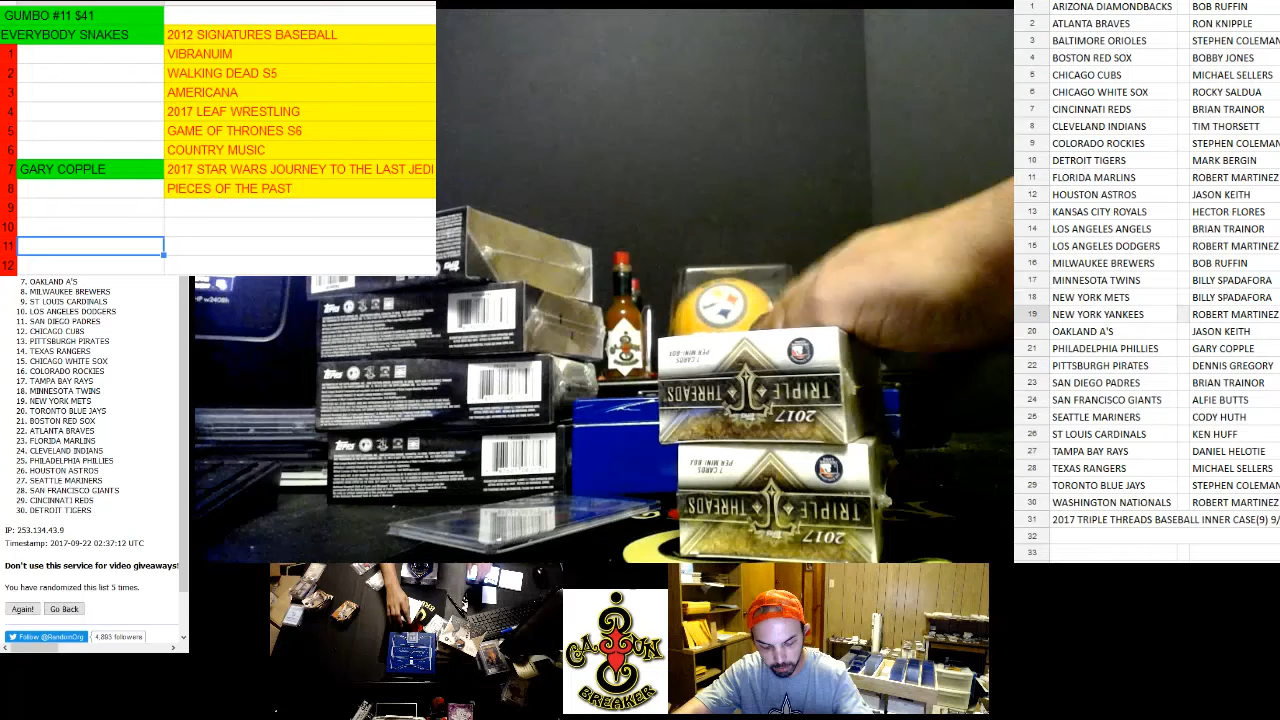 GUMBO #11 $41
EVERYBODY SNAKES
2012 SIGNATURES BASEBALL
1
VIBRANUIM
2
WALKING DEAD S5
3
AMERICANA
4
2017 LEAF WRESTLING
5
GAME OF THRONES S6
6
COUNTRY MUSIC
7
GARY COPPLE
2017 STAR WARS JOURNEY TO THE LAST JEDI
8
PIECES OF THE PAST
9
10
11
12
7. OAKLAND A'S
8. MILWAUKEE BREWERS
9. ST LOUIS CARDINALS
10. LOS ANGELES DODGERS
11. SAN DIEGO PADRES
12. CHICAGO CUBS
13. PITTSBURGH PIRATES
14. TEXAS RANGERS
15. CHICAGO WHITE SOX
16. COLORADO ROCKIES
17. TAMPA BAY RAYS
18. MINNESOTA TWINS
19. NEW YORK METS
20. TORONTO BLUE JAYS
21. BOSTON RED SOX
22. ATLANTA BRAVES
23. FLORIDA MARLINS
24. CLEVELAND INDIANS
25. PHILADELPHIA PHILLIES
26. HOUSTON ASTROS
27. SEATTLE MARINERS
28. SAN FRANCISCO GIANTS
29. CINCINNATI REDS
30. DETROIT TIGERS
IP: 253.134.43.9
Timestamp: 2017-09-22 02:37:12 UTC
Don't use this service for video giveaways!
You have randomized this list 5 times.
Again! Go Back
Follow @RandomOrg 4,893 followers
HP w2408h
Topps
Topps
Topps
7 CARDS
PER MINI-BOX
TRIPLE
THREADS
2017
7 CARDS
PER MINI-BOX
TRIPLE
THREADS
2017
CAJUN
BREAKER
1 ARIZONA DIAMONDBACKS BOB RUFFIN
2 ATLANTA BRAVES RON KNIPPLE
3 BALTIMORE ORIOLES STEPHEN COLEMAN
4 BOSTON RED SOX BOBBY JONES
5 CHICAGO CUBS MICHAEL SELLERS
6 CHICAGO WHITE SOX ROCKY SALDUA
7 CINCINNATI REDS BRIAN TRAINOR
8 CLEVELAND INDIANS TIM THORSETT
9 COLORADO ROCKIES STEPHEN COLEMAN
10 DETROIT TIGERS MARK BERGIN
11 FLORIDA MARLINS ROBERT MARTINEZ
12 HOUSTON ASTROS JASON KEITH
13 KANSAS CITY ROYALS HECTOR FLORES
14 LOS ANGELES ANGELS BRIAN TRAINOR
15 LOS ANGELES DODGERS ROBERT MARTINEZ
16 MILWAUKEE BREWERS BOB RUFFIN
17 MINNESOTA TWINS BILLY SPADAFORA
18 NEW YORK METS BILLY SPADAFORA
19 NEW YORK YANKEES ROBERT MARTINEZ
20 OAKLAND A'S JASON KEITH
21 PHILADELPHIA PHILLIES GARY COPPLE
22 PITTSBURGH PIRATES DENNIS GREGORY
23 SAN DIEGO PADRES BRIAN TRAINOR
24 SAN FRANCISCO GIANTS ALFIE BUTTS
25 SEATTLE MARINERS CODY HUTH
26 ST LOUIS CARDINALS KEN HUFF
27 TAMPA BAY RAYS DANIEL HELOTIE
28 TEXAS RANGERS MICHAEL SELLERS
29 TORONTO BLUE JAYS STEPHEN COLEMAN
30 WASHINGTON NATIONALS ROBERT MARTINEZ
31 2017 TRIPLE THREADS BASEBALL INNER CASE(9) 9/
32
33